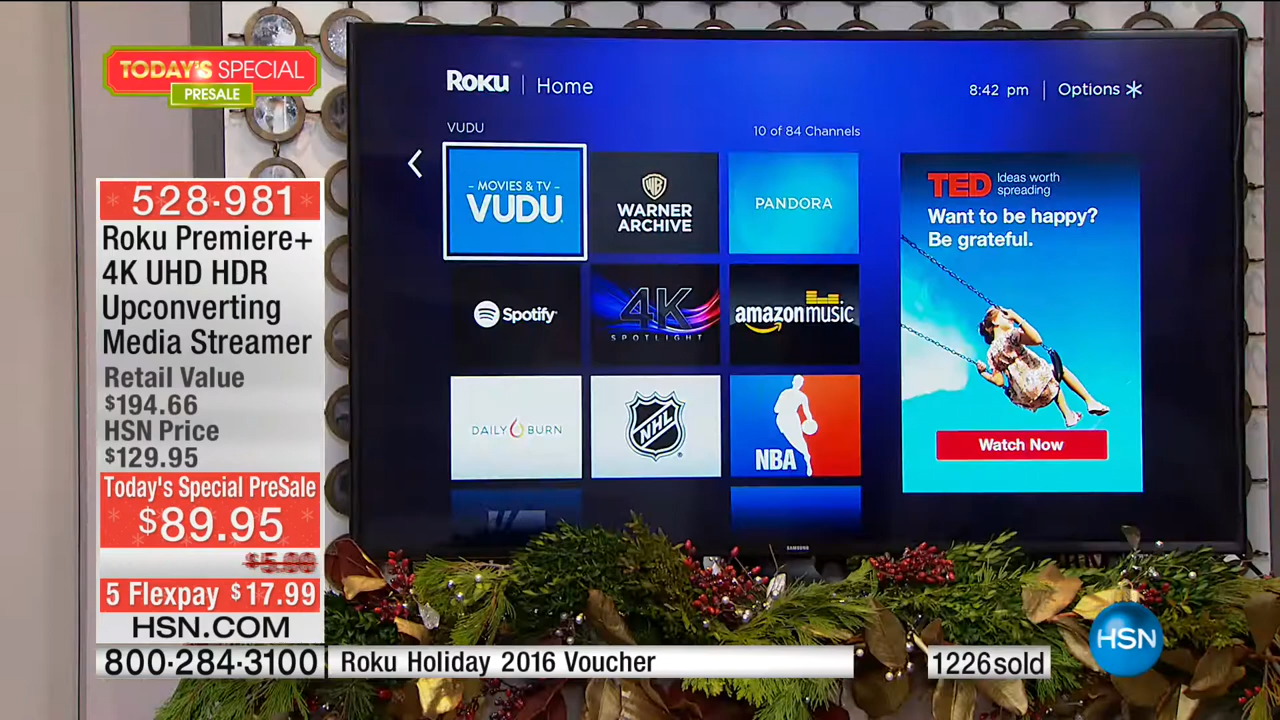 TODAY'S SPECIAL
PRESALE
528-981
Roku Premiere+
4K UHD HDR
Upconverting
Media Streamer
Retail Value
$194.66
HSN Price
$129.95
Today's Special PreSale
$89.95
$5.00
5 Flexpay $17.99
HSN.COM
800·284·3100
Roku Holiday 2016 Voucher
1226sold
HSN
Roku | Home
8:42 pm | Options
VUDU
10 of 84 Channels
MOVIES & TV
VUDU
WB
WARNER
ARCHIVE
PANDORA
Spotify
4K
SPOTLIGHT
amazonmusic
DAILY BURN
NHL
NBA
TED Ideas worth
spreading
Want to be happy?
Be grateful.
Watch Now
SAMSUNG